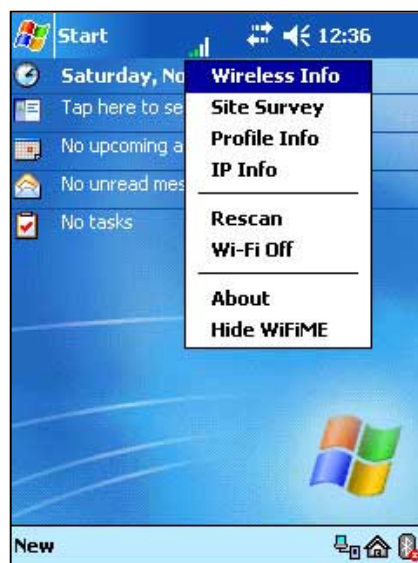 Start 12:36
Saturday, No
Tap here to se
No upcoming a
No unread mes
No tasks
Wireless Info
Site Survey
Profile Info
IP Info
Rescan
Wi-Fi Off
About
Hide WiFiME
New